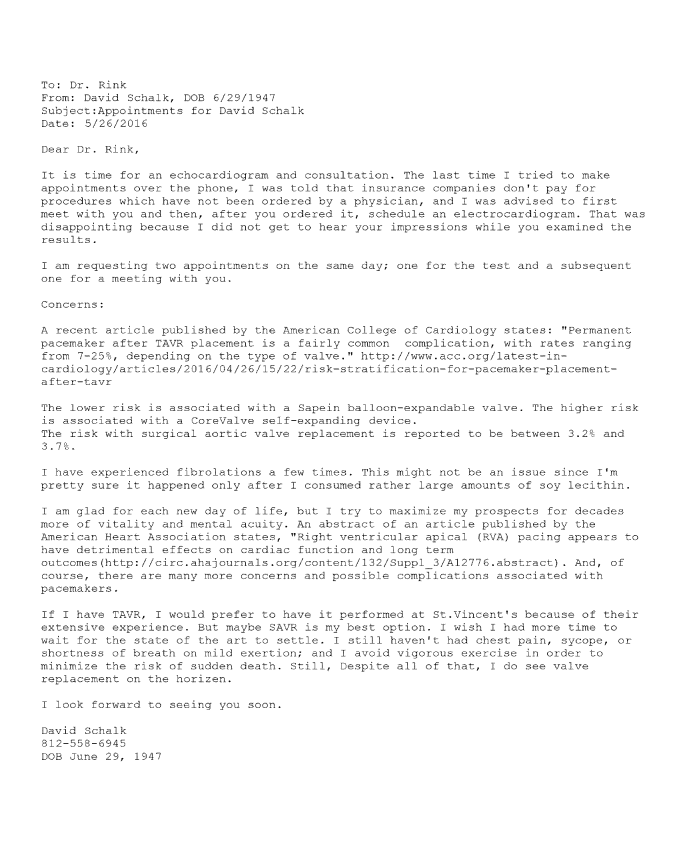 To: Dr. Rink
From: David Schalk, DOB 6/29/1947
Subject:Appointments for David Schalk
Date: 5/26/2016
Dear Dr. Rink,
It is time for an echocardiogram and consultation. The last time I tried to make
appointments over the phone, I was told that insurance companies don't pay for
procedures which have not been ordered by a physician, and I was advised to first
meet with you and then, after you ordered it, schedule an electrocardiogram. That was
disappointing because I did not get to hear your impressions while you examined the
results.
I am requesting two appointments on the same day; one for the test and a subsequent
one for a meeting with you.
Concerns:
A recent article published by the American College of Cardiology states: "Permanent
pacemaker after TAVR placement is a fairly common  complication, with rates ranging
from 7-25%, depending on the type of valve." http://www.acc.org/latest-in-
cardiology/articles/2016/04/26/15/22/risk-stratification-for-pacemaker-placement-
after-tavr
The lower risk is associated with a Sapein balloon-expandable valve. The higher risk
is associated with a CoreValve self-expanding device.
The risk with surgical aortic valve replacement is reported to be between 3.2% and
3.7%.
I have experienced fibrolations a few times. This might not be an issue since I'm
pretty sure it happened only after I consumed rather large amounts of soy lecithin.
I am glad for each new day of life, but I try to maximize my prospects for decades
more of vitality and mental acuity. An abstract of an article published by the
American Heart Association states, "Right ventricular apical (RVA) pacing appears to
have detrimental effects on cardiac function and long term
outcomes(http://circ.ahajournals.org/content/132/Suppl_3/A12776.abstract). And, of
course, there are many more concerns and possible complications associated with
pacemakers.
If I have TAVR, I would prefer to have it performed at St.Vincent's because of their
extensive experience. But maybe SAVR is my best option. I wish I had more time to
wait for the state of the art to settle. I still haven't had chest pain, sycope, or
shortness of breath on mild exertion; and I avoid vigorous exercise in order to
minimize the risk of sudden death. Still, Despite all of that, I do see valve
replacement on the horizen.
I look forward to seeing you soon.
David Schalk
812-558-6945
DOB June 29, 1947